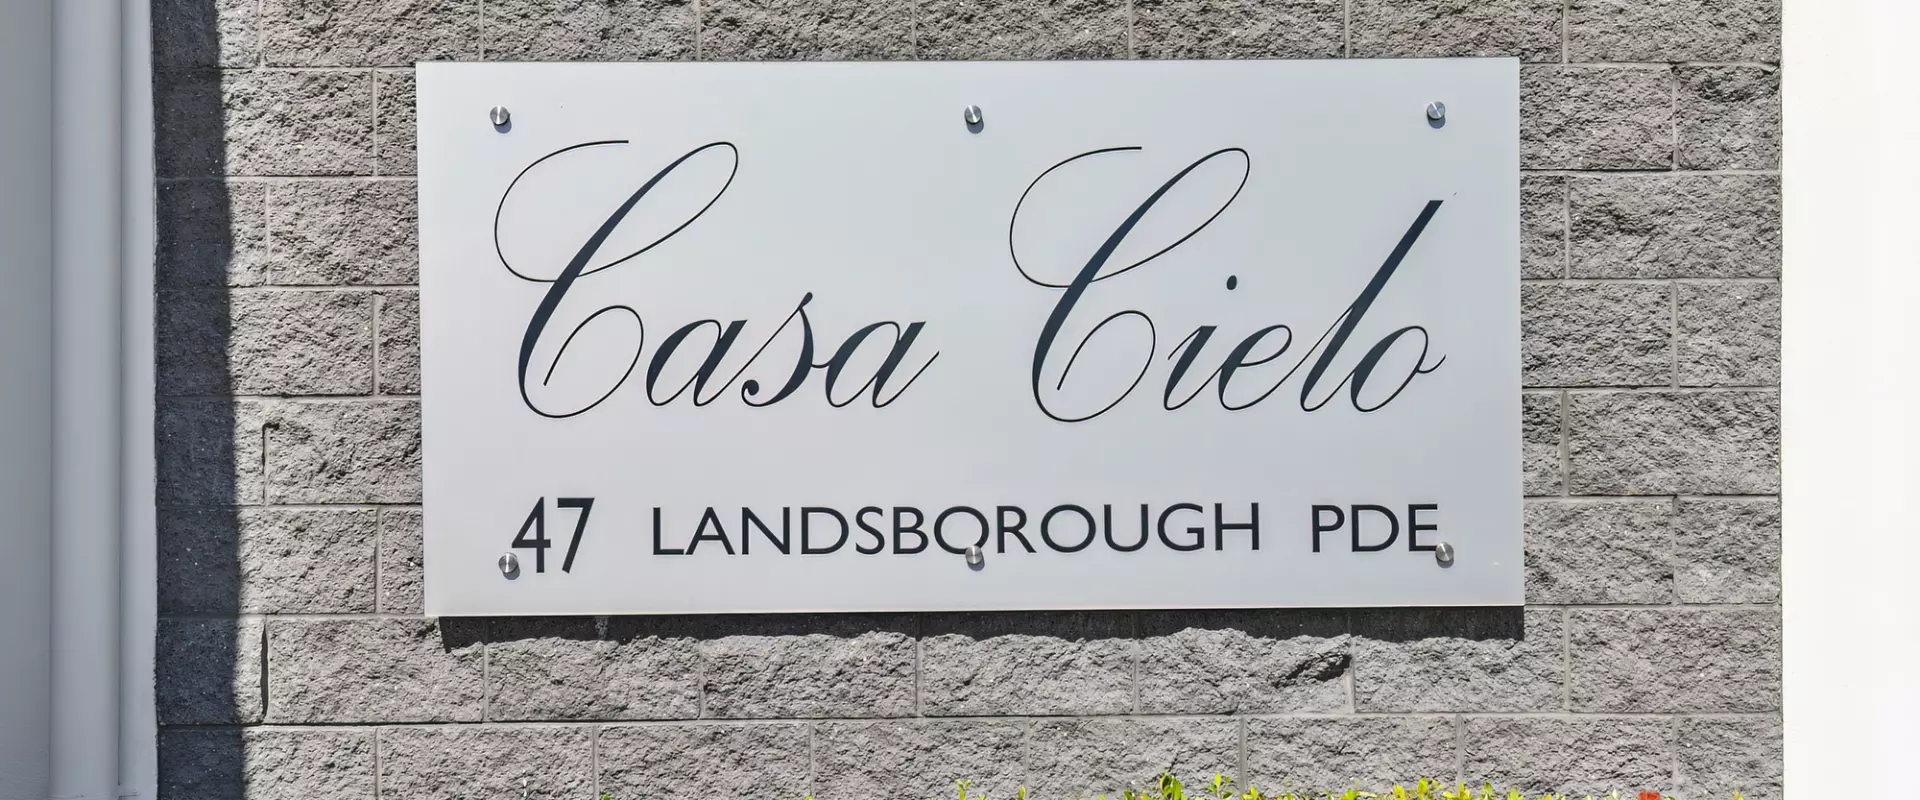 Casa Cielo
47 LANDSBOROUGH PDE